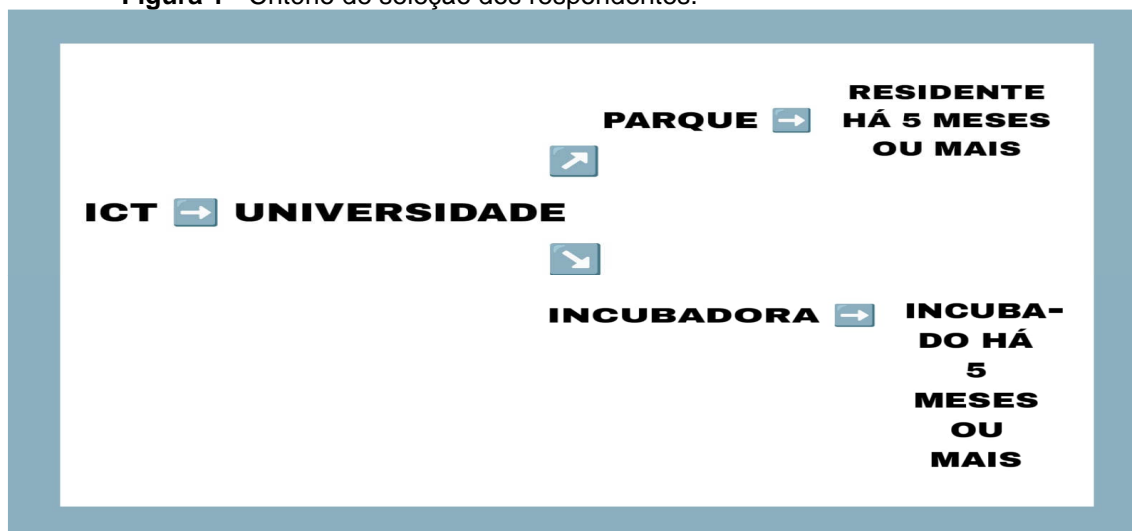 Figura 1 - Critério de seleção dos respondentes.
RESIDENTE
PARQUE ➡ HÁ 5 MESES
OU MAIS
ICT ➡ UNIVERSIDADE
INCUBADORA ➡ INCUBA-
DO HÁ
5
MESES
OU
MAIS